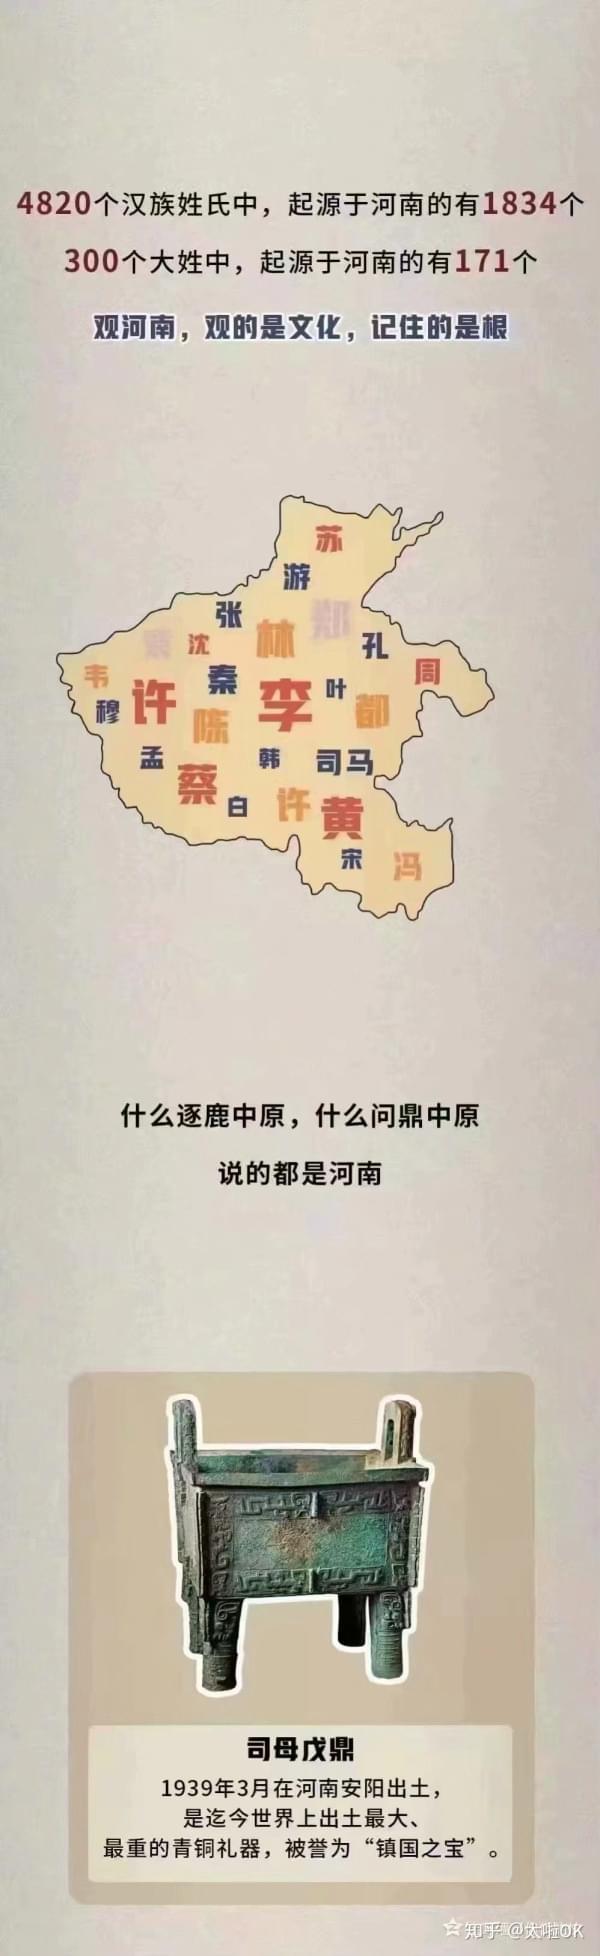 4820个汉族姓氏中，起源于河南的有1834个
300个大姓中，起源于河南的有171个
观河南，观的是文化，记住的是根
苏
游
张
林
郑
沈
孔
韦
秦
周
穆
许
陈
李
叶
都
孟
蔡
韩
司马
白
许
黄
宋
冯
什么逐鹿中原，什么问鼎中原
说的都是河南
司母戊鼎
1939年3月在河南安阳出土，
是迄今世界上出土最大、
最重的青铜礼器，被誉为“镇国之宝”。
知乎 @大啦OK